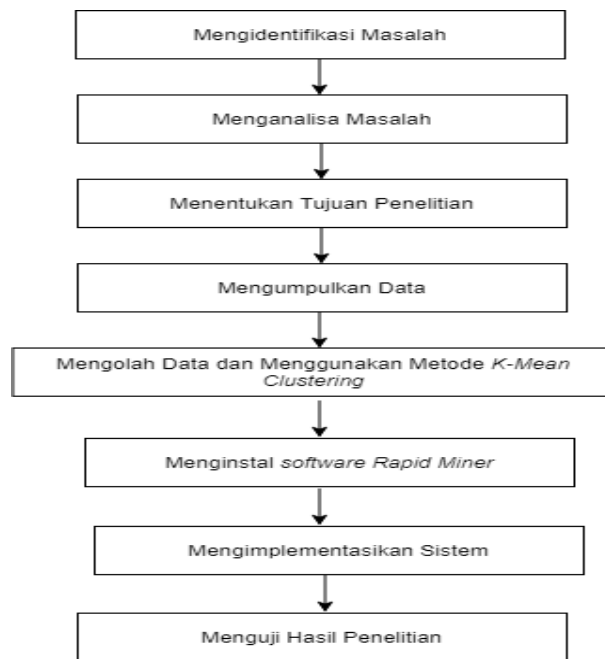 Mengidentifikasi Masalah
Menganalisa Masalah
Menentukan Tujuan Penelitian
Mengumpulkan Data
Mengolah Data dan Menggunakan Metode K-Mean
Clustering
Menginstal software Rapid Miner
Mengimplementasikan Sistem
Menguji Hasil Penelitian